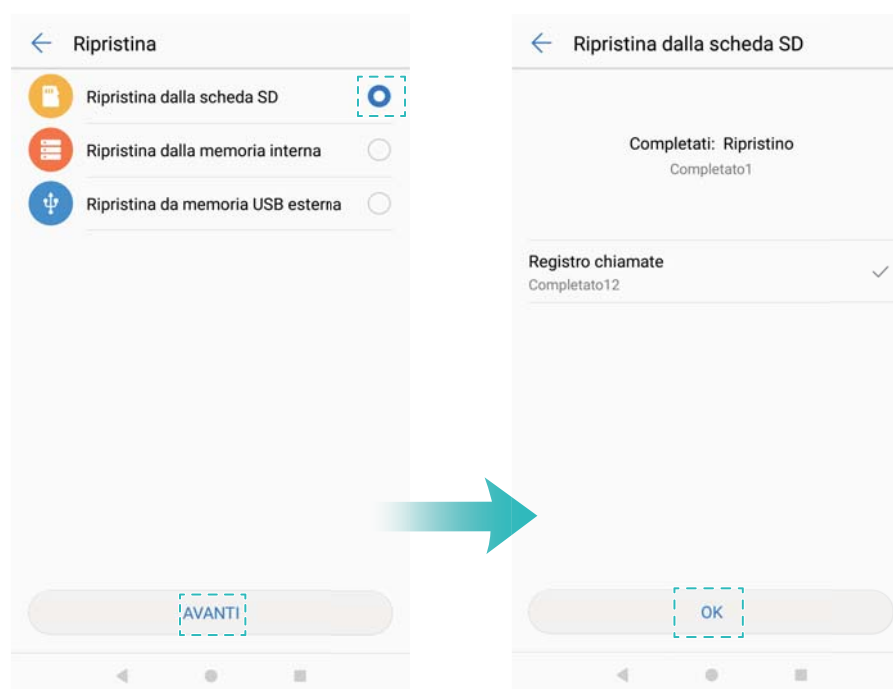 Ripristina
Ripristina dalla scheda SD
Ripristina dalla memoria interna
Ripristina da memoria USB esterna
AVANTI
Ripristina dalla scheda SD
Completati: Ripristino
Completato1
Registro chiamate
Completato12
OK